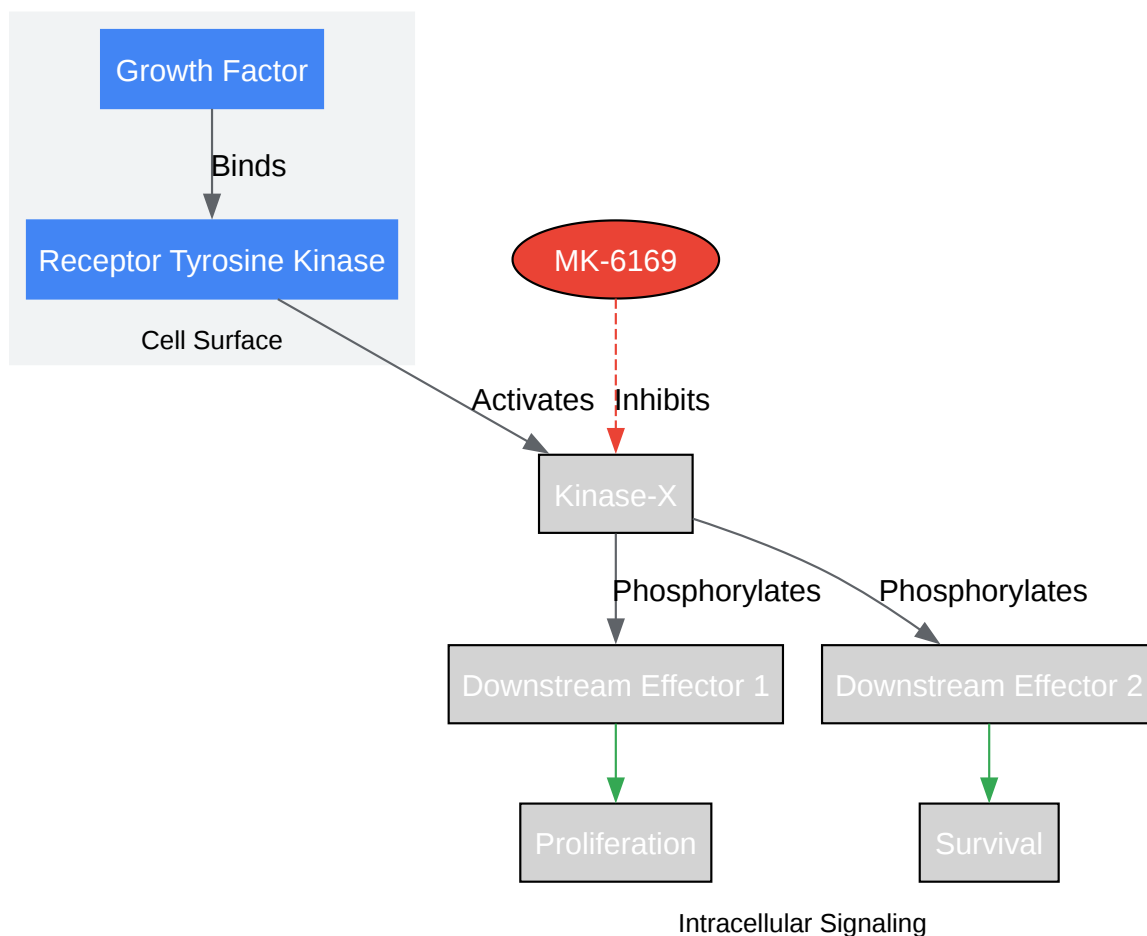 Growth Factor
Binds
Receptor Tyrosine Kinase
MK-6169
Cell Surface
Activates
Inhibits
Kinase-X
Phosphorylates
Phosphorylates
Downstream Effector 1
Downstream Effector 2
Proliferation
Survival
Intracellular Signaling